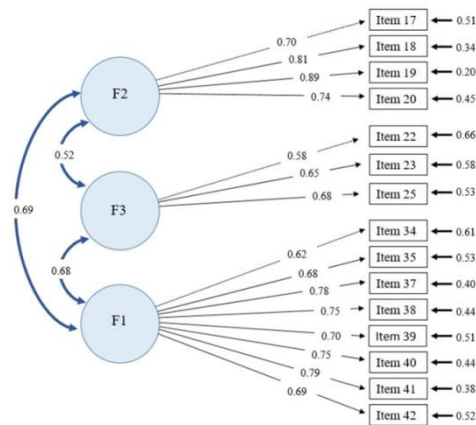 Item 17
0.51
0.70
Item 18
0.34
0.81
F2
Item 19
0.20
0.89
Item 20
0.45
0.74
Item 22
0.66
0.58
0.52
Item 23
0.58
0.65
Item 25
0.53
0.68
F3
0.69
Item 34
0.61
0.62
Item 35
0.53
0.68
0.68
Item 37
0.40
0.78
Item 38
0.44
0.75
F1
Item 39
0.51
0.70
Item 40
0.44
0.75
Item 41
0.38
0.79
Item 42
0.52
0.69